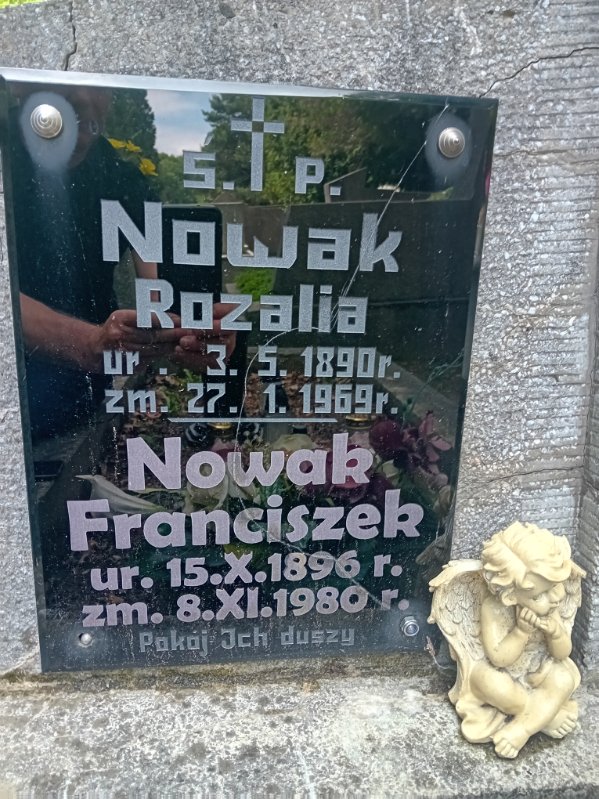 ś. p.
Nowak
Rozalia
ur. 3. 5. 1890r.
zm. 27. 1. 1969r.
Nowak
Franciszek
ur. 15.X.1896 r.
zm. 8.XI.1980 r.
Pokój Ich duszy